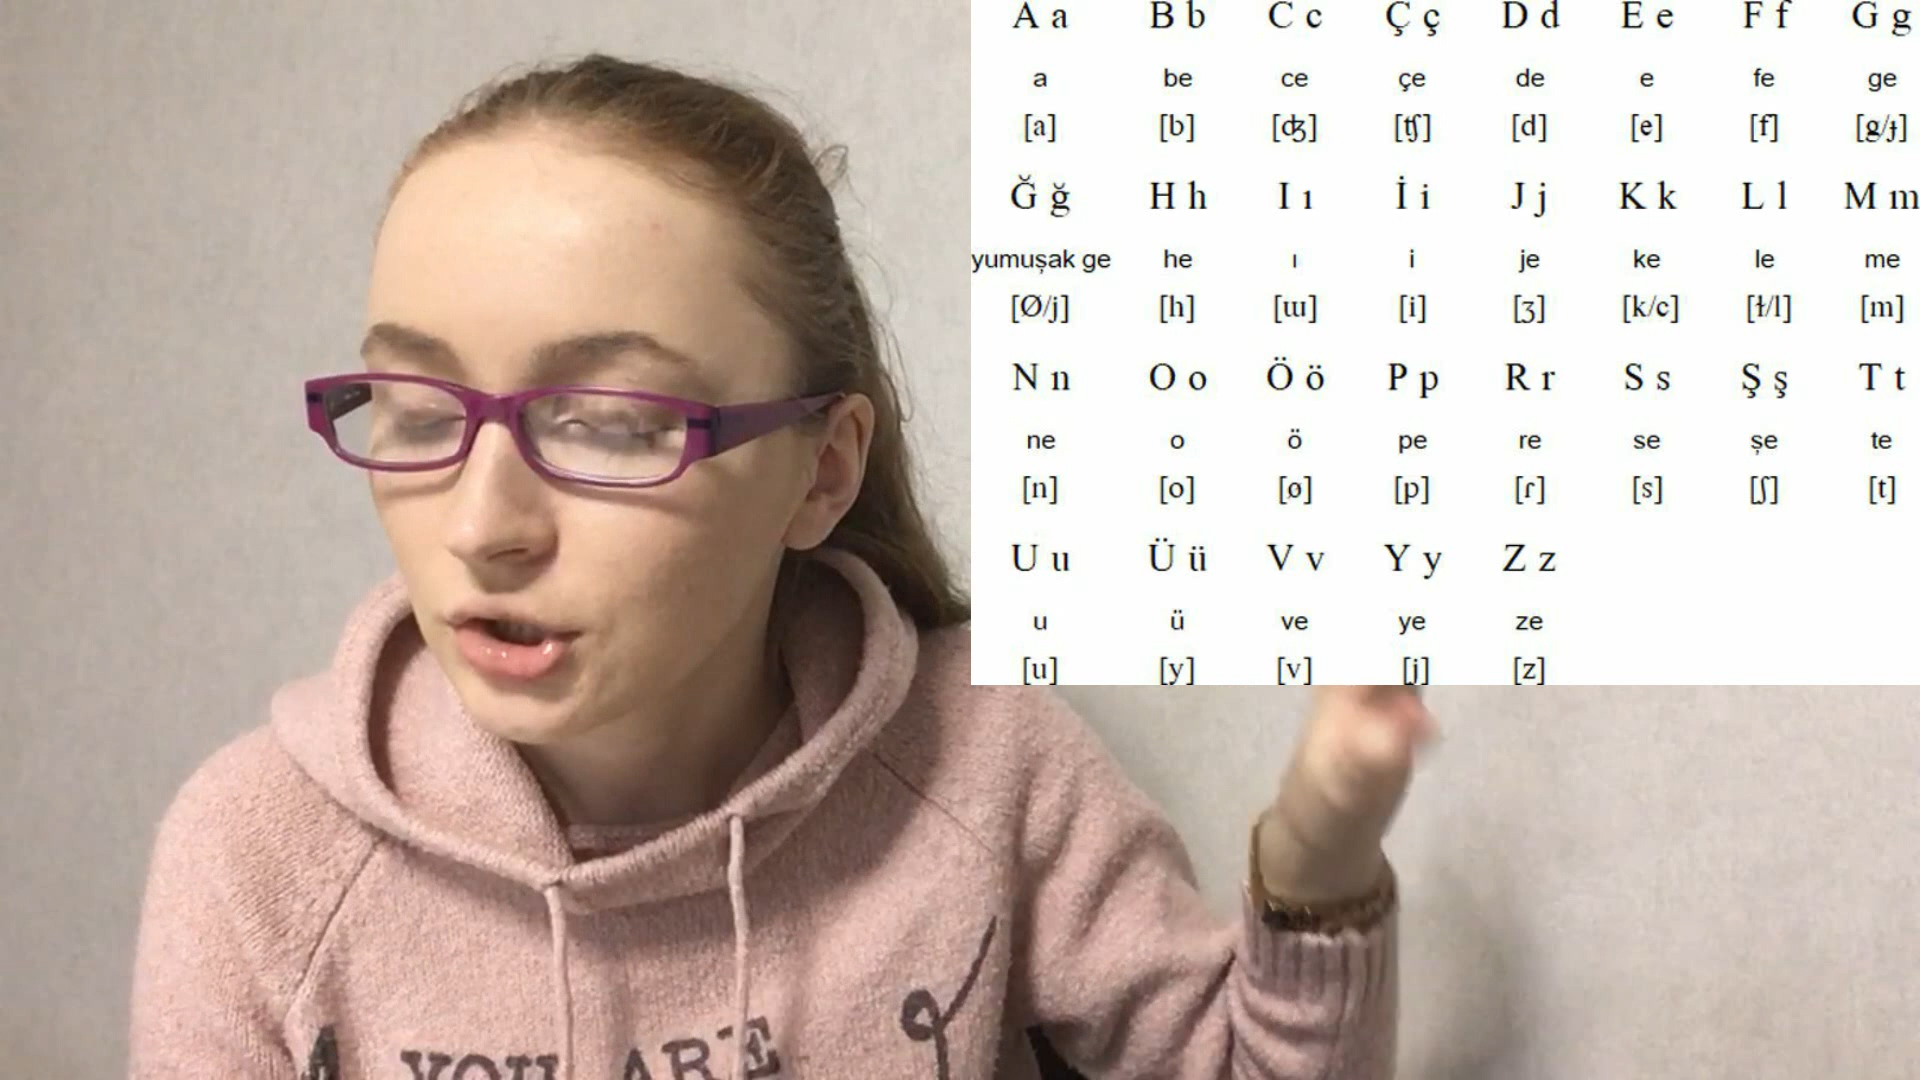 A a B b C c Ç ç D d E e F f G g
a be ce çe de e fe ge
[a] [b] [ʤ] [ʧ] [d] [e] [f] [g/ɟ]
Ğ ğ H h I ı İ i J j K k L l M m
yumuşak ge he ı i je ke le me
[Ø/j] [h] [ɯ] [i] [ʒ] [k/c] [ɫ/l] [m]
N n O o Ö ö P p R r S s Ş ş T t
ne o ö pe re se şe te
[n] [o] [ø] [p] [ɾ] [s] [ʃ] [t]
U u Ü ü V v Y y Z z
u ü ve ye ze
[u] [y] [v] [j] [z]
YOU ARE